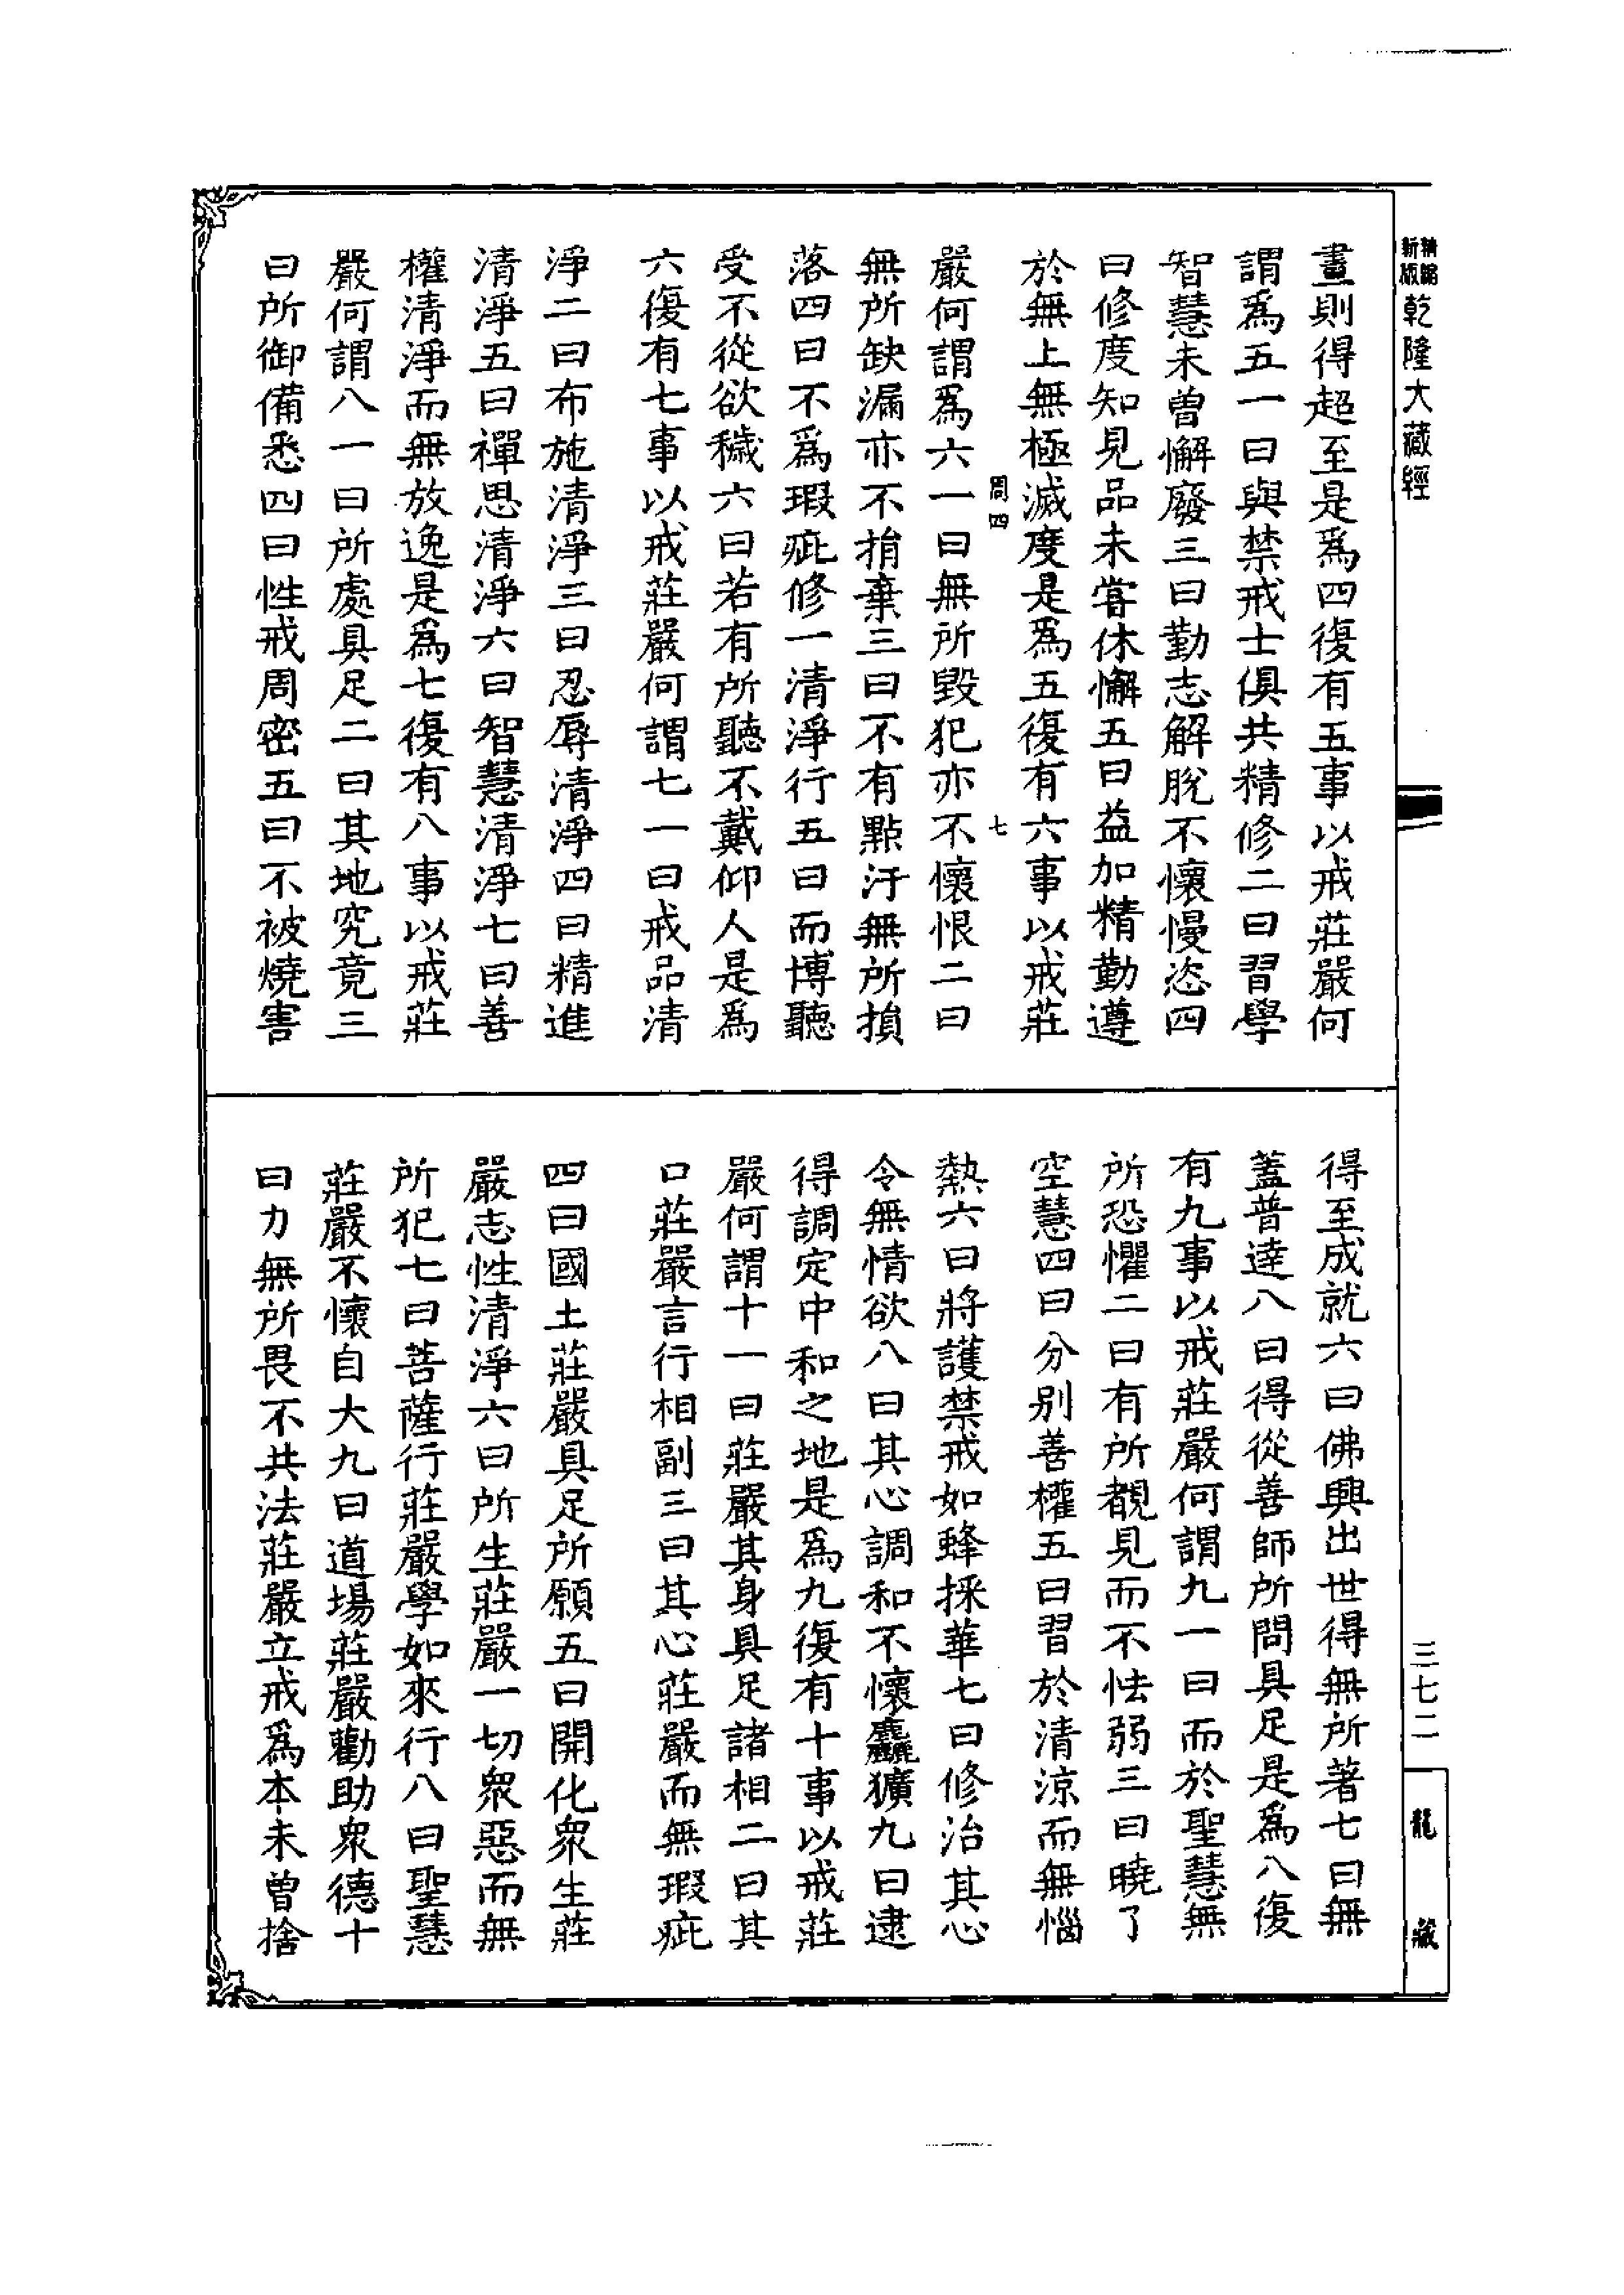 精縮新版乾隆大藏經
畫則得超至是爲四復有五事以戒莊嚴何
謂爲五一曰與禁戒士俱共精修二曰習學
智慧未曾懈廢三曰勤志解脫不懷慢恣四
曰修度知見品未甞休懈五曰益加精勤遵
於無上無極滅度是爲五復有六事以戒莊
周四 七
嚴何謂爲六一曰無所毀犯亦不懷恨二曰
無所缺漏亦不捐棄三曰不有點汙無所損
落四曰不爲瑕疵修一清淨行五曰而博聽
受不從欲穢六曰若有所聽不戴仰人是爲
六復有七事以戒莊嚴何謂七一曰戒品清
淨二曰布施清淨三曰忍辱清淨四曰精進
清淨五曰禪思清淨六曰智慧清淨七曰善
權清淨而無放逸是爲七復有八事以戒莊
嚴何謂八一曰所處具足二曰其地究竟三
曰所御備悉四曰性戒周密五曰不被燒害
得至成就六曰佛興出世得無所著七曰無
蓋普達八曰得從善師所問具足是爲八復
有九事以戒莊嚴何謂九一曰而於聖慧無
所恐懼二曰有所覩見而不怯弱三曰曉了
空慧四曰分别善權五曰習於清涼而無惱
熱六曰將護禁戒如蜂採華七曰修治其心
令無情欲八曰其心調和不懷麤獷九曰逮
得調定中和之地是爲九復有十事以戒莊
嚴何謂十一曰莊嚴其身具足諸相二曰其
口莊嚴言行相副三曰其心莊嚴而無瑕疵
四曰國土莊嚴具足所願五曰開化衆生莊
嚴志性清淨六曰所生莊嚴一切衆惡而無
所犯七曰菩薩行莊嚴學如來行八曰聖慧
莊嚴不懷自大九曰道場莊嚴勸助衆德十
曰力無所畏不共法莊嚴立戒爲本未曾捨
三七二
龍藏